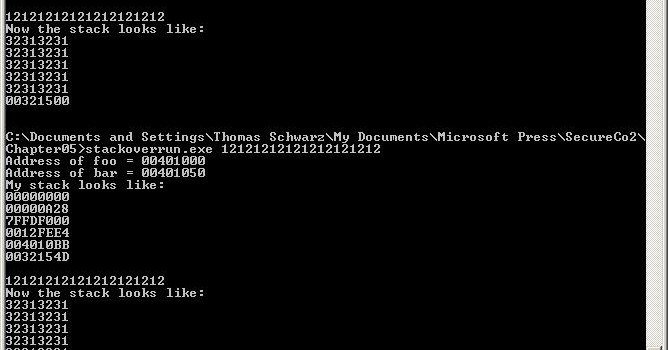 12121212121212121212
Now the stack looks like:
32313231
32313231
32313231
32313231
32313231
00321500
C:\Documents and Settings\Thomas Schwarz\My Documents\Microsoft Press\SecureCo2\
Chapter05>stackoverrun.exe 12121212121212121212
Address of foo = 00401000
Address of bar = 00401050
My stack looks like:
00000000
00000A28
7FFDF000
0012FEE4
004010BB
0032154D
12121212121212121212
Now the stack looks like:
32313231
32313231
32313231
32313231